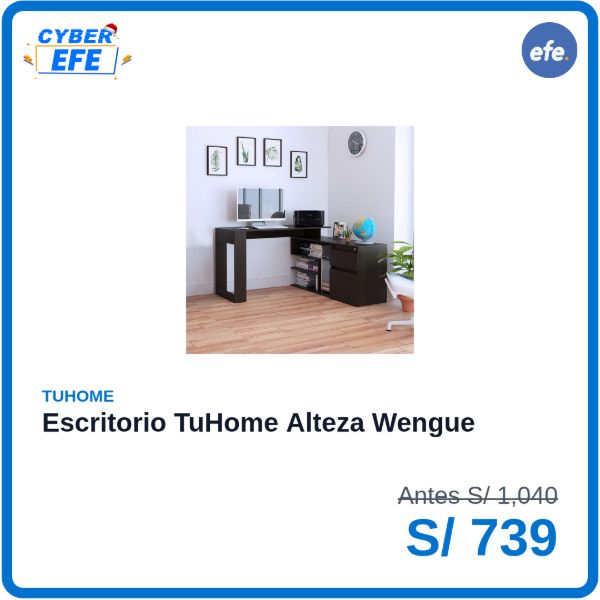 CYBER
EFE
efe.
TUHOME
Escritorio TuHome Alteza Wengue
Antes S/ 1,040
S/ 739